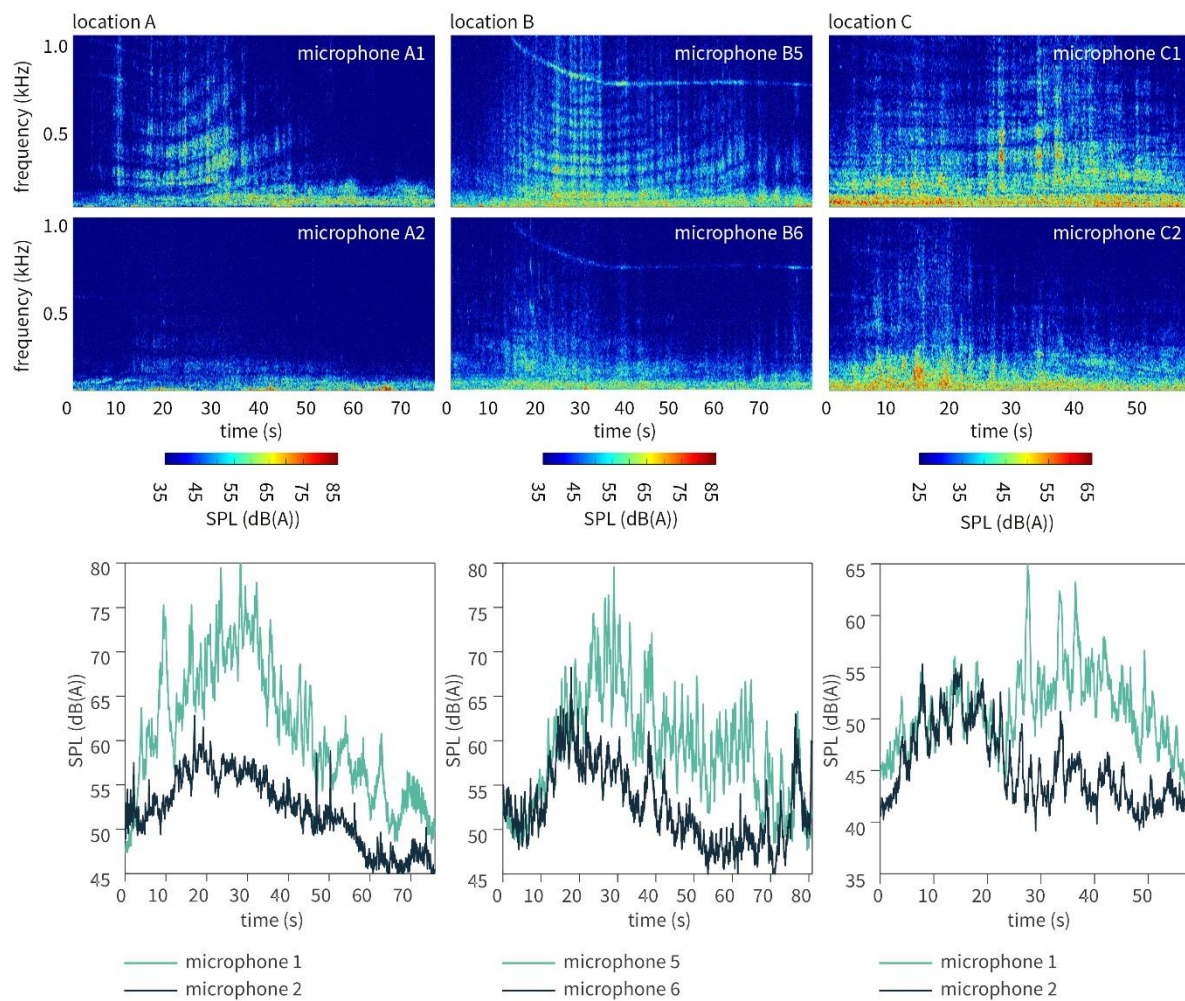 location A location B location C
microphone A1 microphone B5 microphone C1
frequency (kHz)
1.0
0.5
microphone A2 microphone B6 microphone C2
frequency (kHz)
1.0
0.5
0 10 20 30 40 50 60 70 0 10 20 30 40 50 60 70 80 0 10 20 30 40 50
time (s) time (s) time (s)
35 45 55 65 75 85 35 45 55 65 75 85 25 45 55 55 65
SPL (dB(A)) SPL (dB(A)) SPL (dB(A))
SPL (dB(A))
80
75
70
65
60
55
50
45
0 10 20 30 40 50 60 70
time (s)
SPL (dB(A))
80
75
70
65
60
55
50
45
0 10 20 30 40 50 60 70 80
time (s)
SPL (dB(A))
65
60
55
50
45
40
35
0 10 20 30 40 50
time (s)
microphone 1 microphone 5 microphone 1
microphone 2 microphone 6 microphone 2